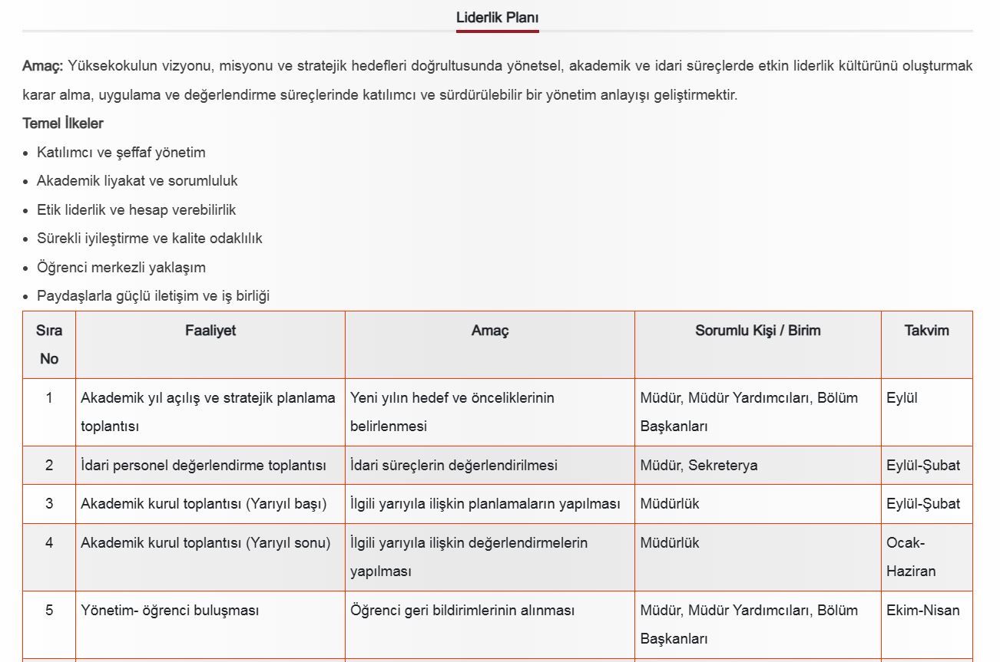 Liderlik Planı
Amaç: Yüksekokulun vizyonu, misyonu ve stratejik hedefleri doğrultusunda yönetsel, akademik ve idari süreçlerde etkin liderlik kültürünü oluşturmak
karar alma, uygulama ve değerlendirme süreçlerinde katılımcı ve sürdürülebilir bir yönetim anlayışı geliştirmektir.
Temel İlkeler
• Katılımcı ve şeffaf yönetim
• Akademik liyakat ve sorumluluk
• Etik liderlik ve hesap verebilirlik
• Sürekli iyileştirme ve kalite odaklılık
• Öğrenci merkezli yaklaşım
• Paydaşlarla güçlü iletişim ve iş birliği
Sıra No Faaliyet Amaç Sorumlu Kişi / Birim Takvim
1 Akademik yıl açılış ve stratejik planlama toplantısı Yeni yılın hedef ve önceliklerinin belirlenmesi Müdür, Müdür Yardımcıları, Bölüm Başkanları Eylül
2 İdari personel değerlendirme toplantısı İdari süreçlerin değerlendirilmesi Müdür, Sekreterya Eylül-Şubat
3 Akademik kurul toplantısı (Yarıyıl başı) İlgili yarıyıla ilişkin planlamaların yapılması Müdürlük Eylül-Şubat
4 Akademik kurul toplantısı (Yarıyıl sonu) İlgili yarıyıla ilişkin değerlendirmelerin yapılması Müdürlük Ocak-Haziran
5 Yönetim- öğrenci buluşması Öğrenci geri bildirimlerinin alınması Müdür, Müdür Yardımcıları, Bölüm Başkanları Ekim-Nisan